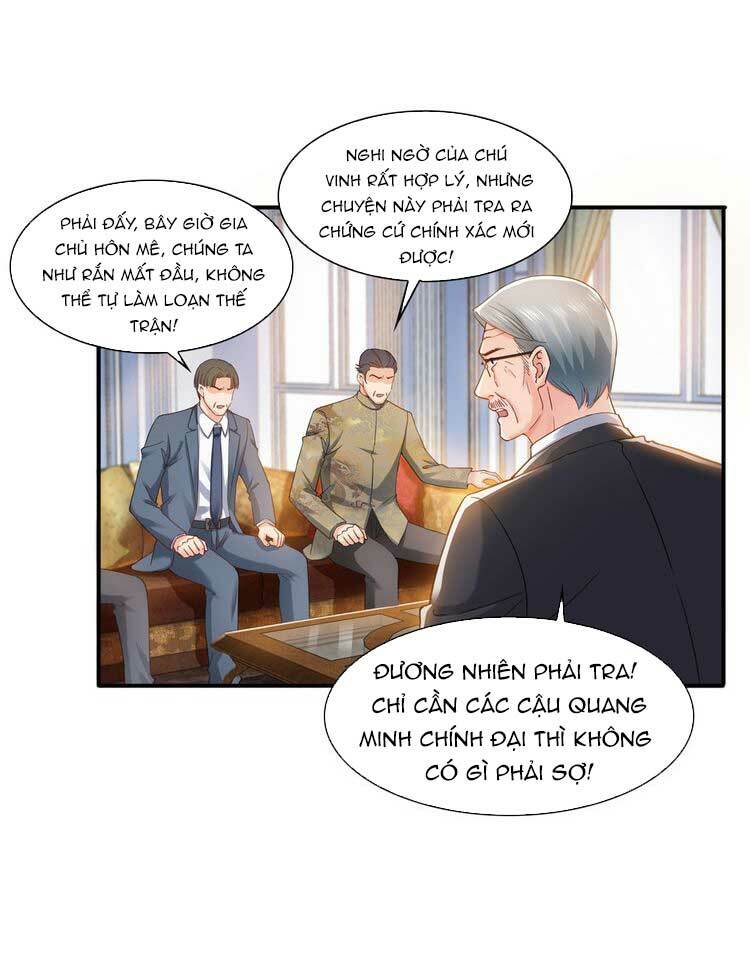 NGHI NGỜ CỦA CHÚ
VINH RẤT HỢP LÝ, NHƯNG
CHUYỆN NÀY PHẢI TRA RA
CHỨNG CỨ CHÍNH XÁC MỚI
ĐƯỢC!
PHẢI ĐẤY, BÂY GIỜ GIA
CHỦ HÔN MÊ, CHÚNG TA
NHƯ RẮN MẤT ĐẦU, KHÔNG
THỂ TỰ LÀM LOẠN THẾ
TRẬN!
ĐƯƠNG NHIÊN PHẢI TRA!
CHỈ CẦN CÁC CẬU QUANG
MINH CHÍNH ĐẠI THÌ KHÔNG
CÓ GÌ PHẢI SỢ!